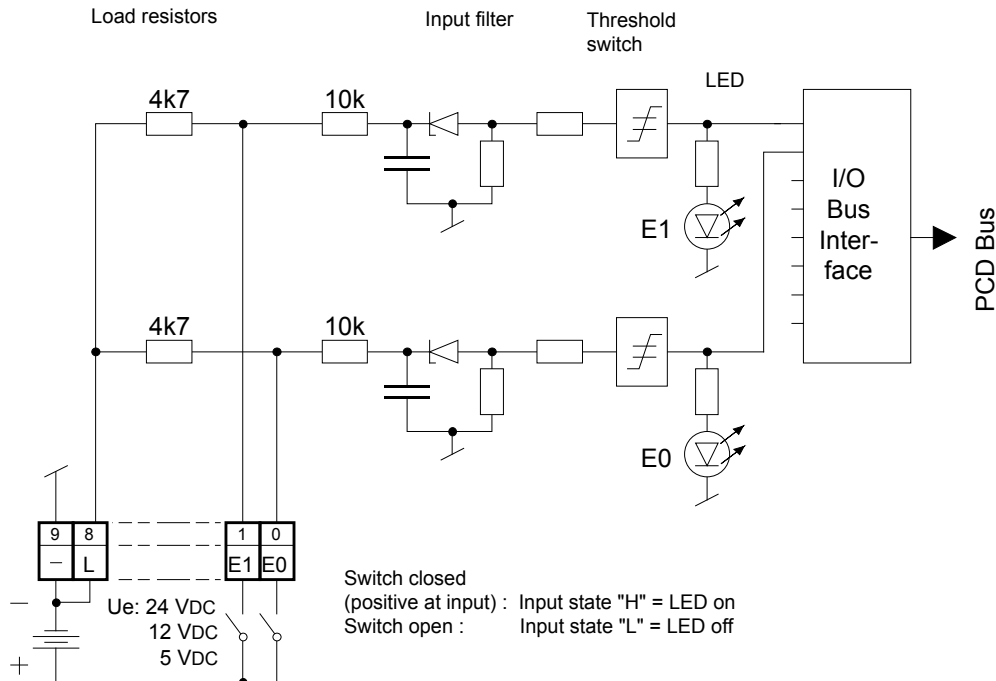 Load resistors
Input filter
Threshold
switch
LED
4k7
10k
E1
I/O
Bus
Inter-
face
PCD Bus
4k7
10k
E0
9 8
1 0
– L
E1 E0
–
+
Ue: 24 VDC
12 VDC
5 VDC
Switch closed
(positive at input) : Input state "H" = LED on
Switch open : Input state "L" = LED off